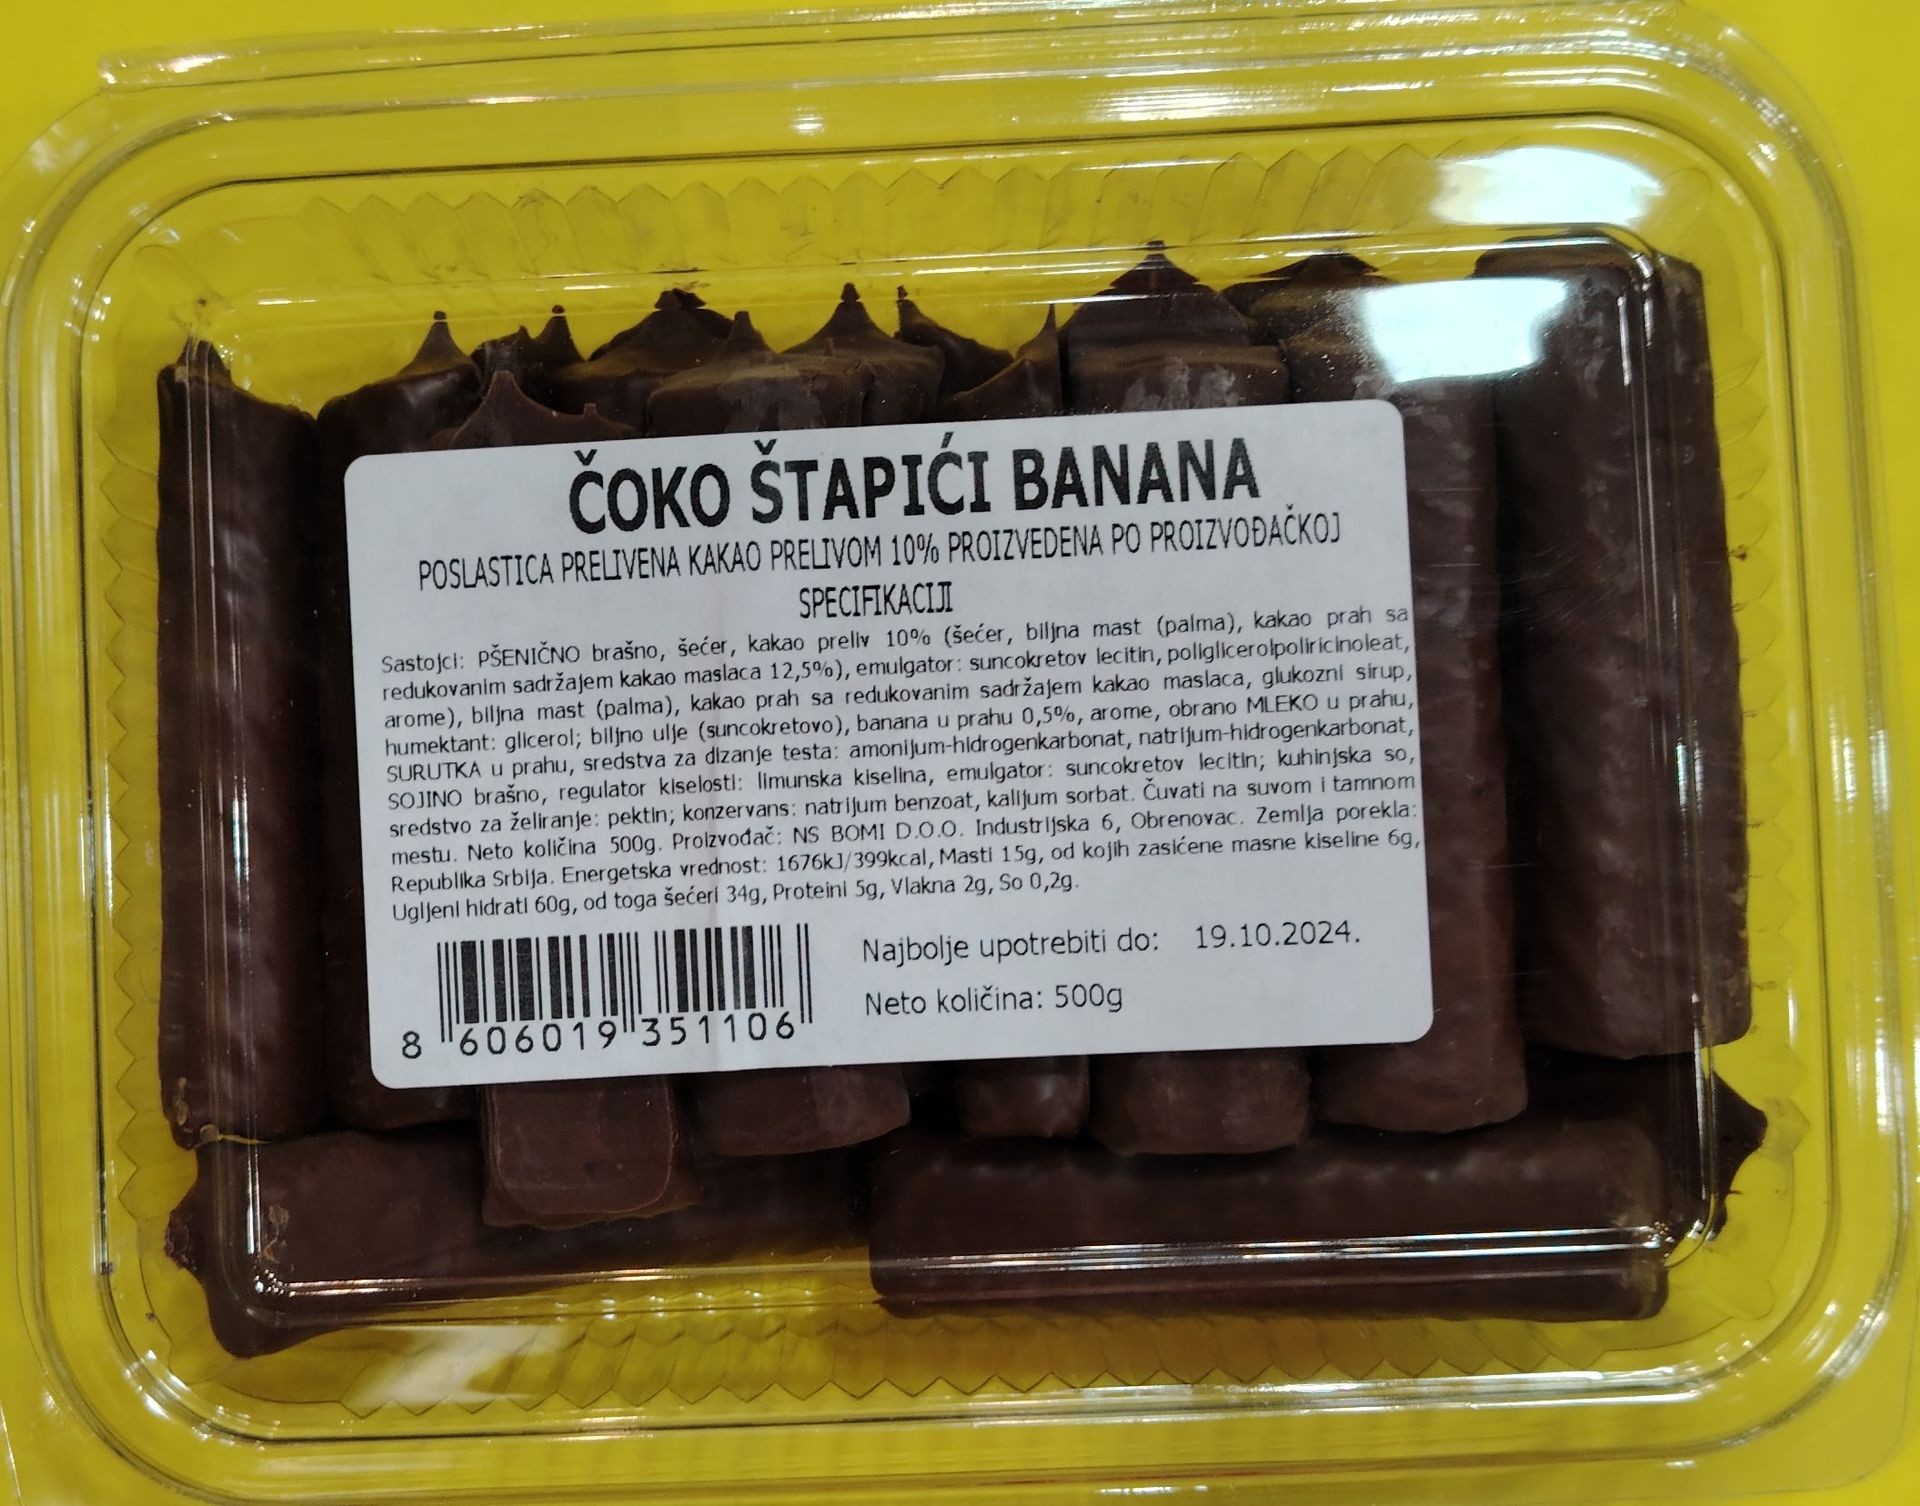 ČOKO ŠTAPIĆI BANANA
POSLASTICA PRELIVENA KAKAO PRELIVOM 10% PROIZVEDENA PO PROIZVOĐAČKOJ
SPECIFIKACIJI
Sastojci: PŠENIČNO brašno, šećer, kakao preliv 10% (šećer, biljna mast (palma), kakao prah sa
redukovanim sadržajem kakao maslaca 12,5%), emulgator: suncokretov lecitin, poliglicerolpoliricinoleat,
arome), biljna mast (palma), kakao prah sa redukovanim sadržajem kakao maslaca, glukozni sirup,
humektant: glicerol; biljno ulje (suncokretovo), banana u prahu 0,5%, arome, obrano MLEKO u prahu,
SURUTKA u prahu, sredstva za dizanje testa: amonijum-hidrogenkarbonat, natrijum-hidrogenkarbonat,
SOJINO brašno, regulator kiselosti: limunska kiselina, emulgator: suncokretov lecitin; kuhinjska so,
sredstvo za želiranje: pektin; konzervans: natrijum benzoat, kalijum sorbat. Čuvati na suvom i tamnom
mestu. Neto količina 500g. Proizvođač: NS BOMI D.O.O. Industrijska 6, Obrenovac. Zemlja porekla:
Republika Srbija. Energetska vrednost: 1676kJ/399kcal, Masti 15g, od kojih zasićene masne kiseline 6g,
Ugljeni hidrati 60g, od toga šećeri 34g, Proteini 5g, Vlakna 2g, So 0,2g.
Najbolje upotrebiti do: 19.10.2024.
Neto količina: 500g
8 606019 351106